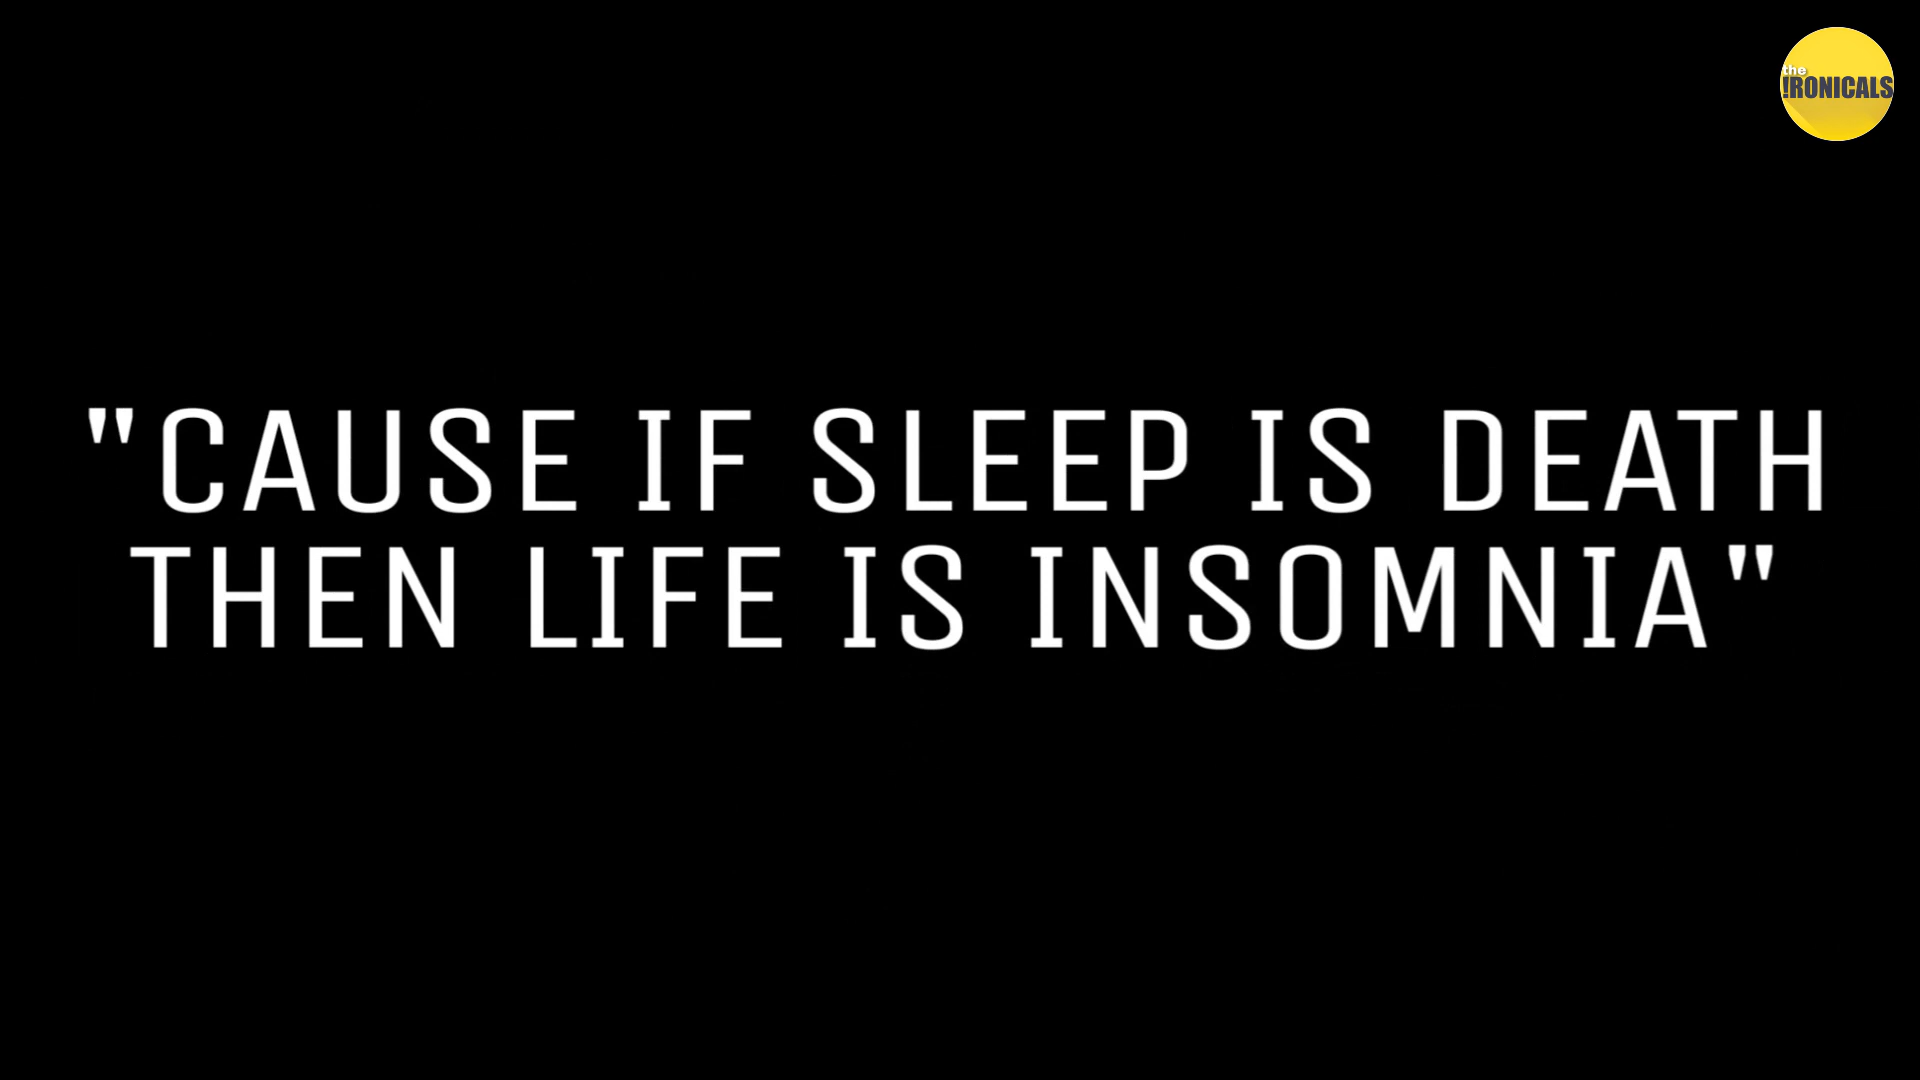 the
!RONICALS
"CAUSE IF SLEEP IS DEATH
THEN LIFE IS INSOMNIA"